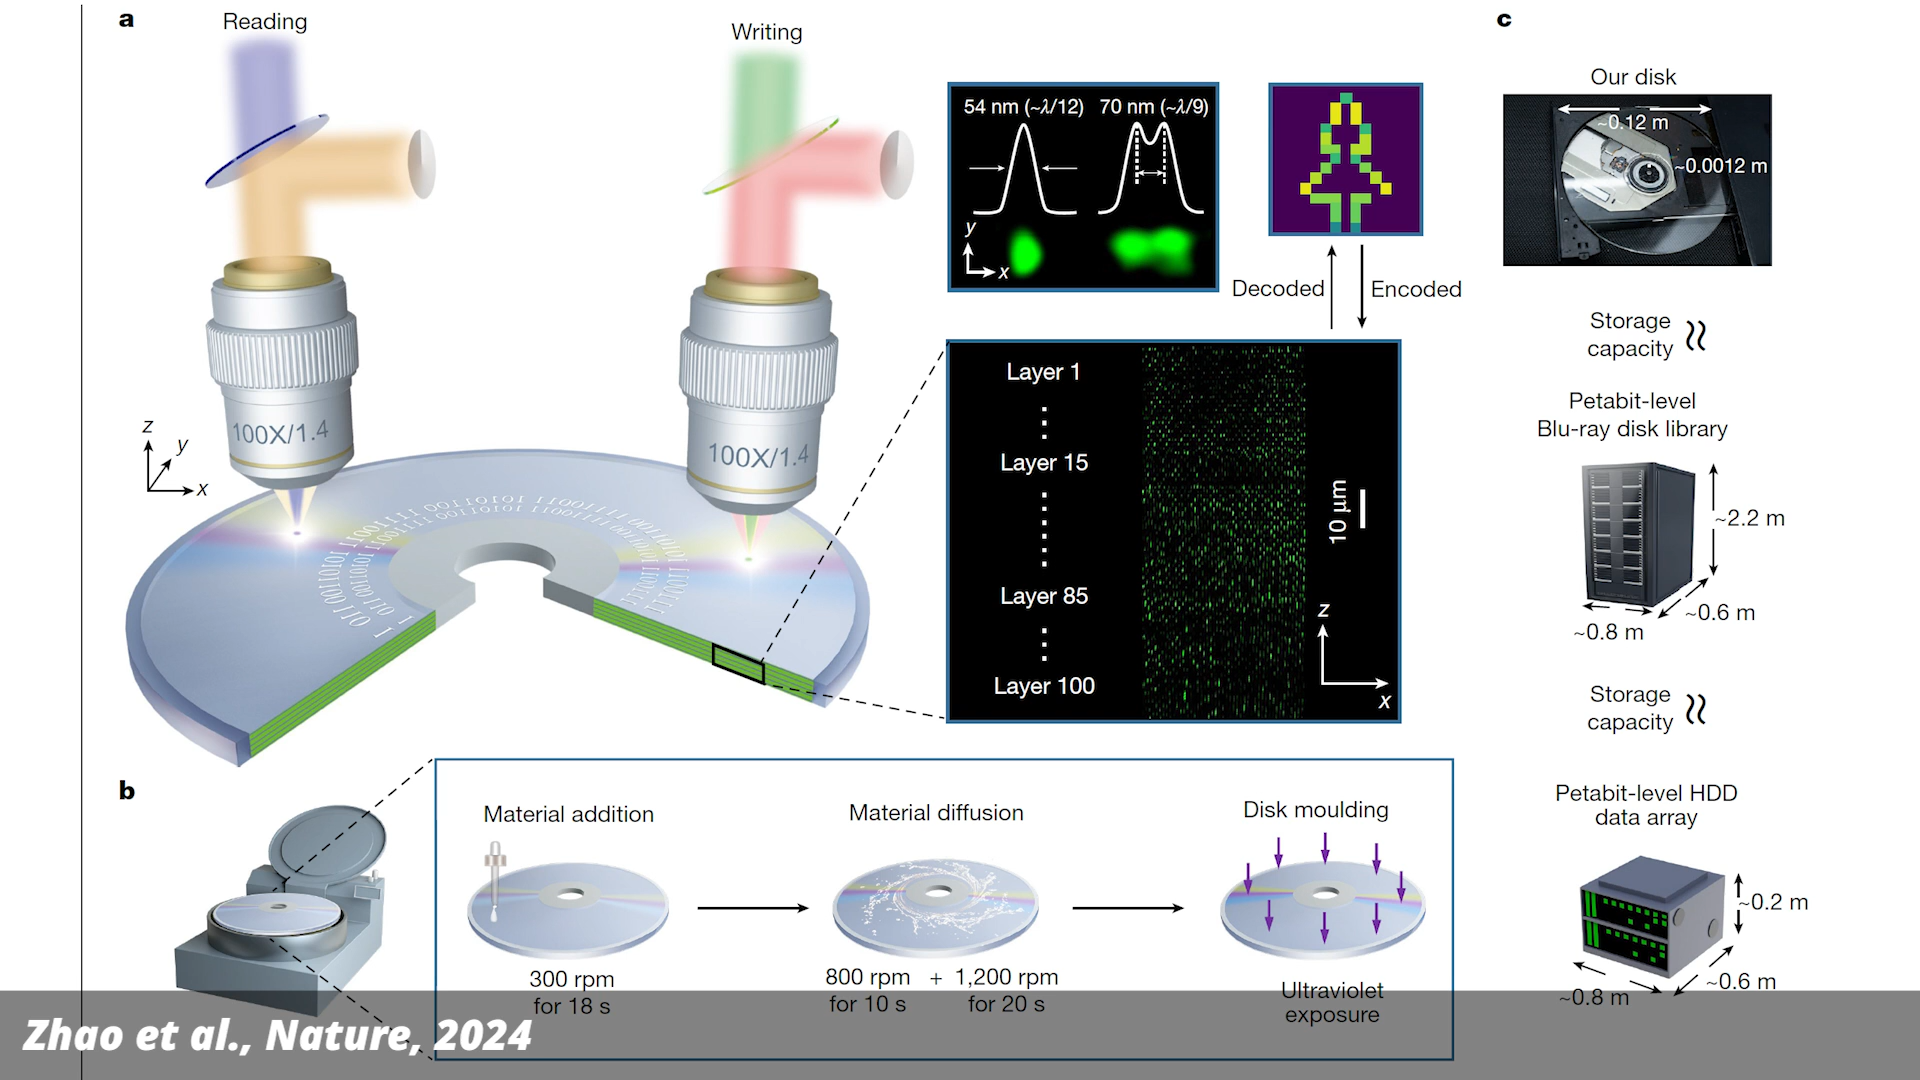 a
Reading
Writing
100X/1.4
100X/1.4
z
y
x
54 nm (~λ/12)
70 nm (~λ/9)
y
x
Decoded
Encoded
Layer 1
Layer 15
Layer 85
Layer 100
10 μm
z
x
b
Material addition
300 rpm
for 18 s
Material diffusion
800 rpm + 1,200 rpm
for 10 s
for 20 s
Disk moulding
Ultraviolet
exposure
c
Our disk
~0.12 m
~0.0012 m
Storage
capacity
≈
Petabit-level
Blu-ray disk library
~2.2 m
~0.6 m
~0.8 m
Storage
capacity
≈
Petabit-level HDD
data array
~0.2 m
~0.6 m
~0.8 m
Zhao et al., Nature, 2024